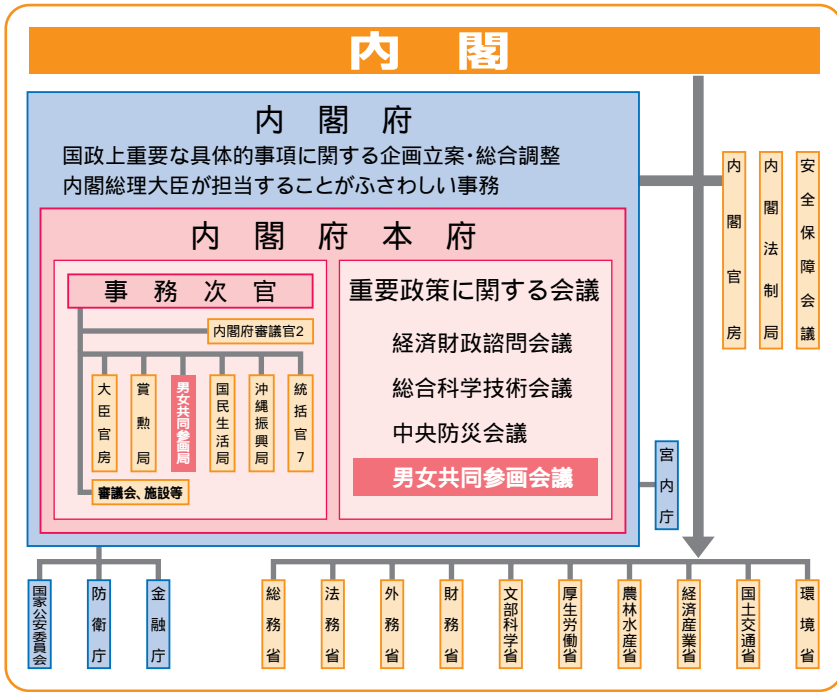 内閣
内閣府
国政上重要な具体的事項に関する企画立案・総合調整
内閣総理大臣が担当することがふさわしい事務
内閣府本府
事務次官
内閣府審議官2
大臣官房
賞勲局
男女共同参画局
国民生活局
沖縄振興局
統括官7
審議会、施設等
重要政策に関する会議
経済財政諮問会議
総合科学技術会議
中央防災会議
男女共同参画会議
内閣官房
内閣法制局
安全保障会議
宮内庁
国家公安委員会
防衛庁
金融庁
総務省
法務省
外務省
財務省
文部科学省
厚生労働省
農林水産省
経済産業省
国土交通省
環境省